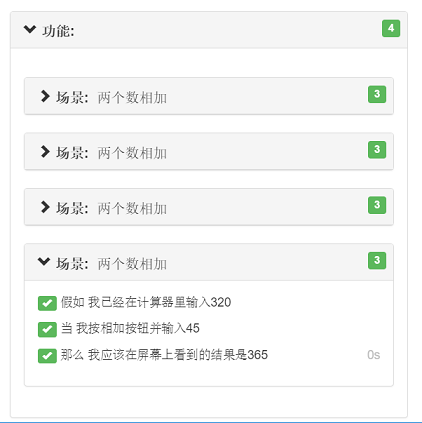 功能: 4
场景: 两个数相加 3
场景: 两个数相加 3
场景: 两个数相加 3
场景: 两个数相加 3
假如 我已经在计算器里输入320
当 我按相加按钮并输入45
那么 我应该在屏幕上看到的结果是365 0s